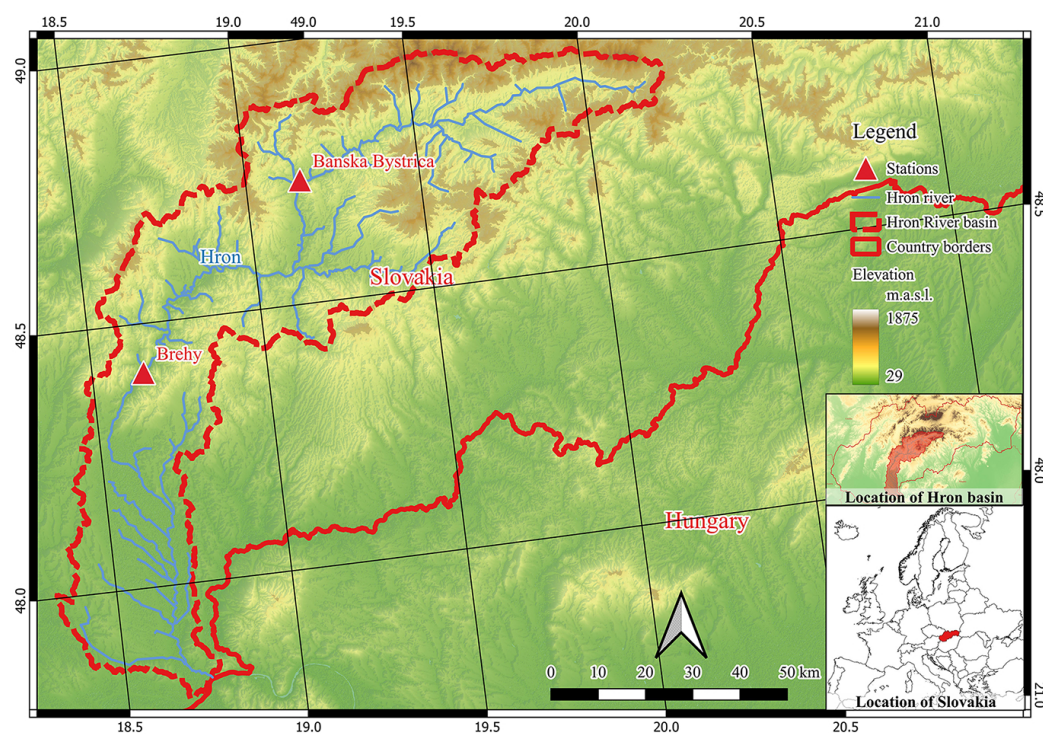 18.5 19.0 49.0 19.5 20.0 20.5 21.0
49.0
Legend
Banska Bystrica
Stations
48.5
Hron river
Hron River basin
Hron
Country borders
Slovakia
Elevation
m.a.s.l.
1875
48.5
Brehy
29
48.0
Location of Hron basin
Hungary
48.0
0 10 20 30 40 50 km
21.0
Location of Slovakia
18.5 19.0 19.5 20.0 20.5